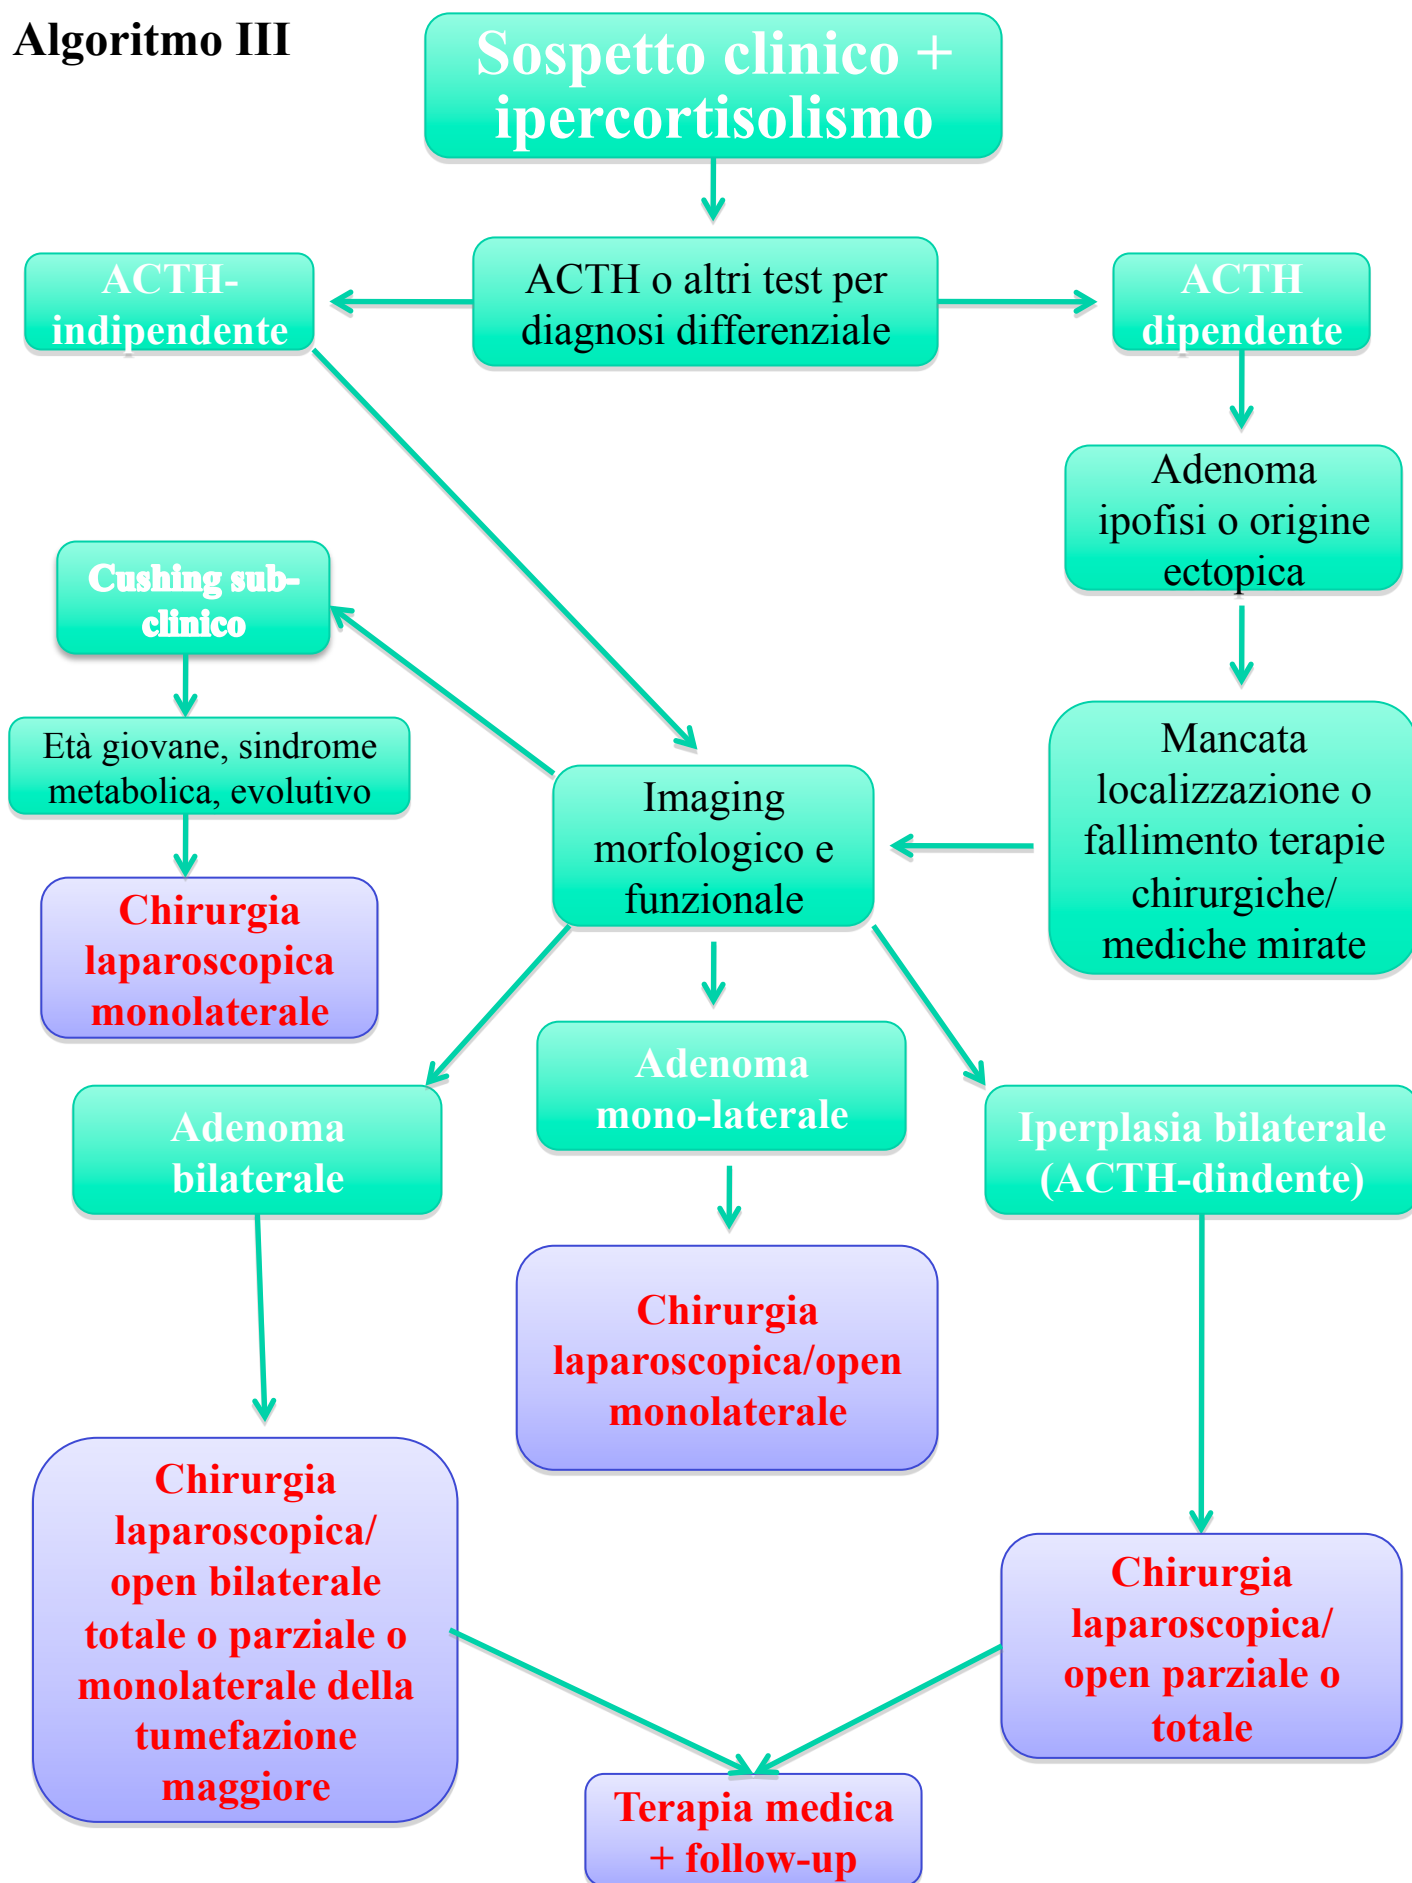 Algoritmo III
Sospetto clinico +
ipercortisolismo
ACTH-
indipendente
ACTH o altri test per
diagnosi differenziale
ACTH
dipendente
Adenoma
ipofisi o origine
ectopica
Cushing sub-
clinico
Età giovane, sindrome
metabolica, evolutivo
Chirurgia
laparoscopica
monolaterale
Imaging
morfologico e
funzionale
Mancata
localizzazione o
fallimento terapie
chirurgiche/
mediche mirate
Adenoma
bilaterale
Adenoma
mono-laterale
Iperplasia bilaterale
(ACTH-dindente)
Chirurgia
laparoscopica/open
monolaterale
Chirurgia
laparoscopica/
open bilaterale
totale o parziale o
monolaterale della
tumefazione
maggiore
Chirurgia
laparoscopica/
open parziale o
totale
Terapia medica
+ follow-up